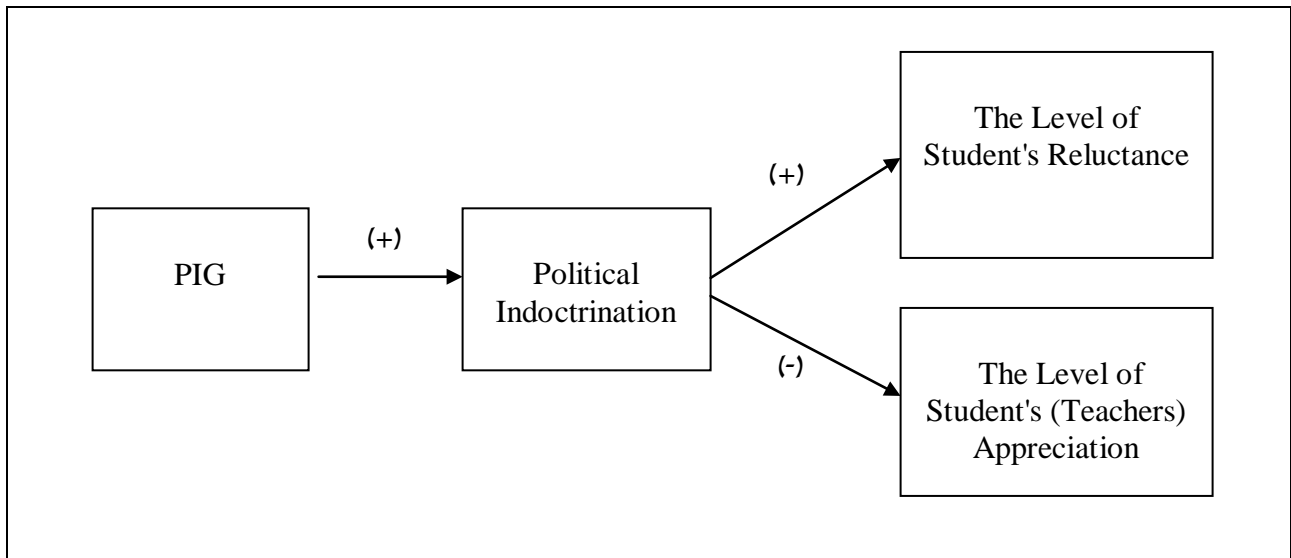 PIG
(+)
Political
Indoctrination
(+)
The Level of
Student's Reluctance
(-)
The Level of
Student's (Teachers)
Appreciation